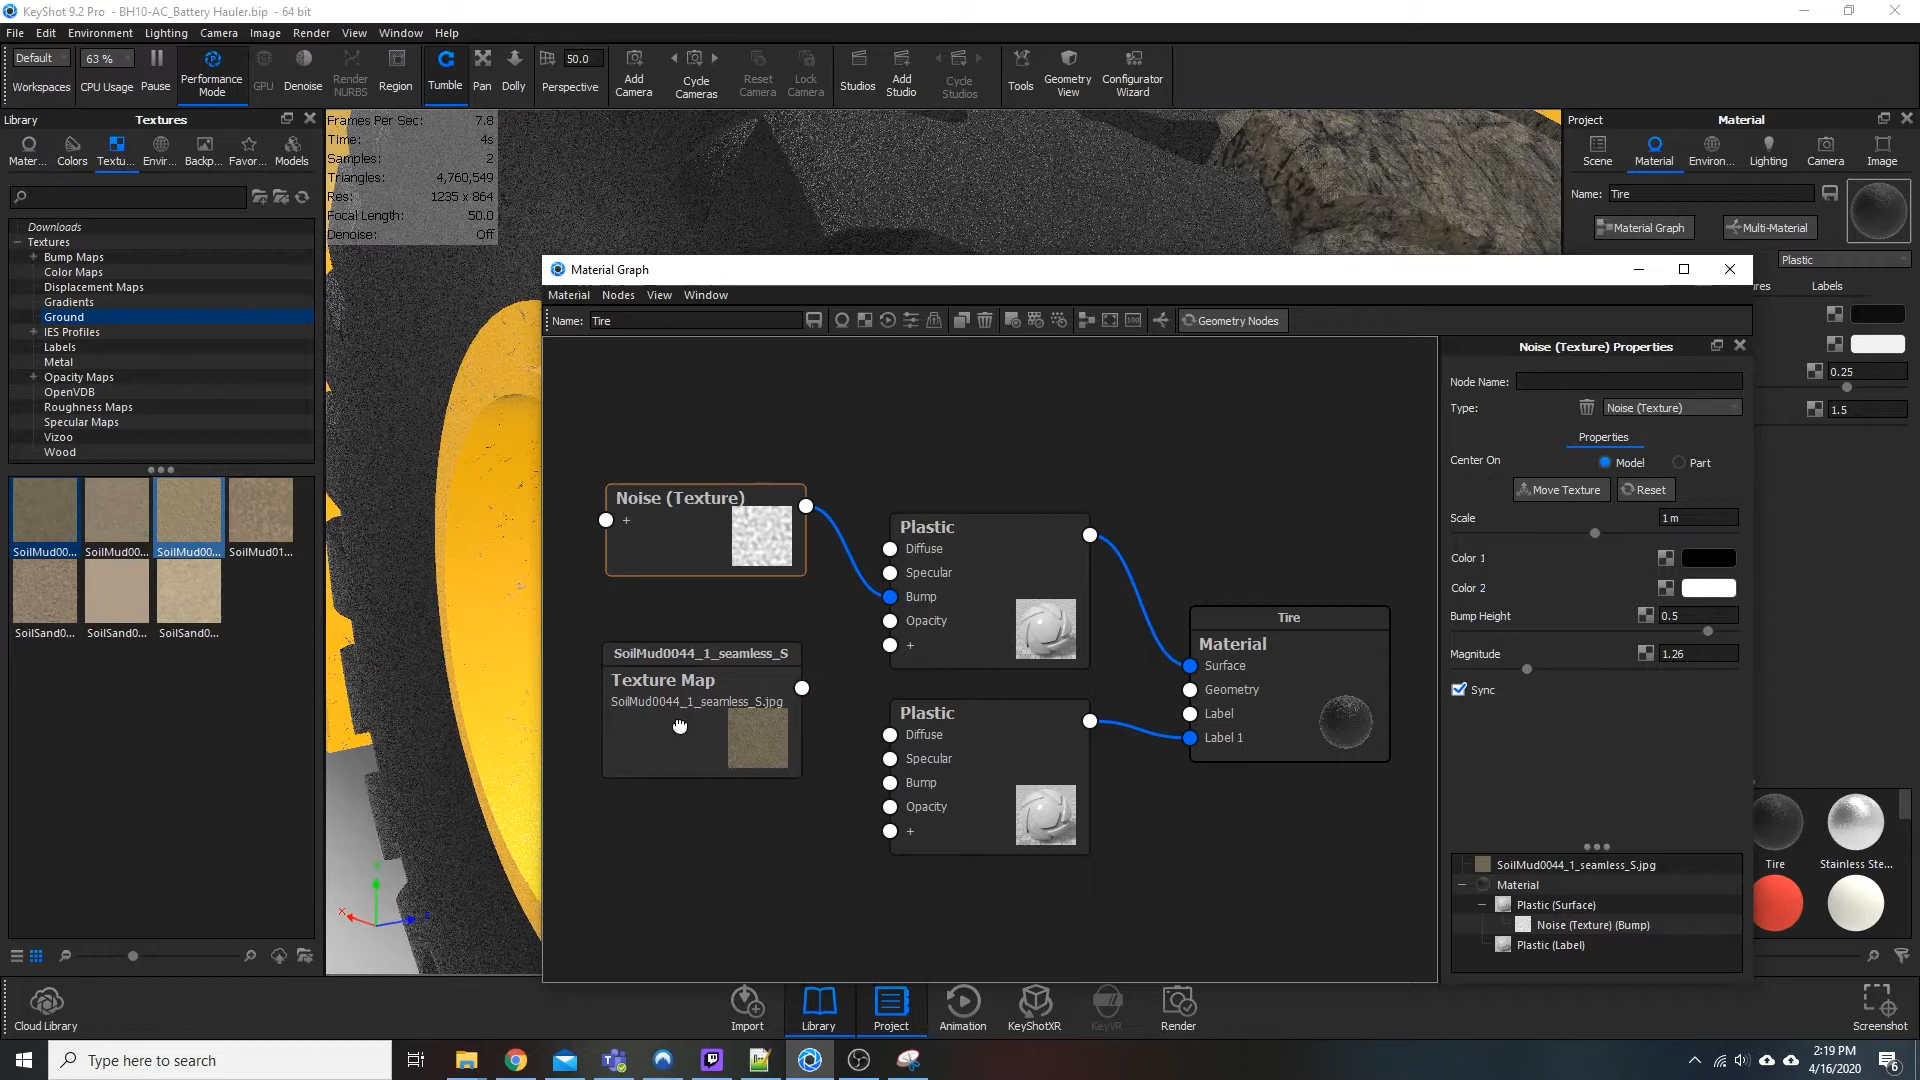 KeyShot 9.2 Pro - BH10-AC_Battery Hauler.bip - 64 bit
File Edit Environment Lighting Camera Image Render View Window Help
Default 63 % 50.0
Workspaces CPU Usage Pause Performance Mode GPU Denoise Render NURBS Region Tumble Pan Dolly Perspective Add Camera Cycle Cameras Reset Camera Lock Camera Studios Add Studio Cycle Studios Tools Geometry View Configurator Wizard
Library Textures
Mater... Colors Textu... Envir... Backp... Favor... Models
Downloads
Textures
Bump Maps
Color Maps
Displacement Maps
Gradients
Ground
IES Profiles
Labels
Metal
Opacity Maps
OpenVDB
Roughness Maps
Specular Maps
Vizoo
Wood
SoilMud00... SoilMud00... SoilMud00... SoilMud01...
SoilSand0... SoilSand0... SoilSand0...
Frames Per Sec: 7.8
Time: 4s
Samples: 2
Triangles: 4,760,549
Res: 1235 x 864
Focal Length: 50.0
Denoise: Off
Material Graph
Material Nodes View Window
Name: Tire
Geometry Nodes
Noise (Texture)
+
SoilMud0044_1_seamless_S
Texture Map
SoilMud0044_1_seamless_S.jpg
Plastic
Diffuse
Specular
Bump
Opacity
+
Plastic
Diffuse
Specular
Bump
Opacity
+
Tire
Material
Surface
Geometry
Label
Label 1
Noise (Texture) Properties
Node Name:
Type: Noise (Texture)
Properties
Center On Model Part
Move Texture Reset
Scale 1 m
Color 1
Color 2
Bump Height 0.5
Magnitude 1.26
Sync
SoilMud0044_1_seamless_S.jpg
Material
Plastic (Surface)
Noise (Texture) (Bump)
Plastic (Label)
Project Material
Scene Material Environ... Lighting Camera Image
Name: Tire
Material Graph Multi-Material
Plastic
Labels
0.25
1.5
Tire Stainless Ste...
Cloud Library Import Library Project Animation KeyShotXR KeyVR Render Screenshot
Type here to search
2:19 PM
4/16/2020
6